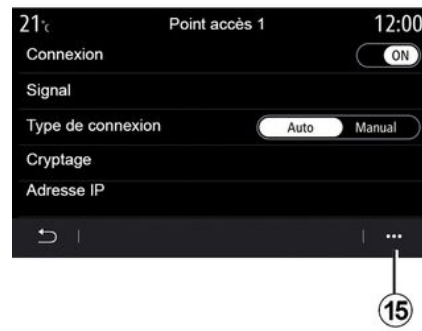 21°c Point accès 1 12:00
Connexion ON
Signal
Type de connexion Auto Manual
Cryptage
Adresse IP
15